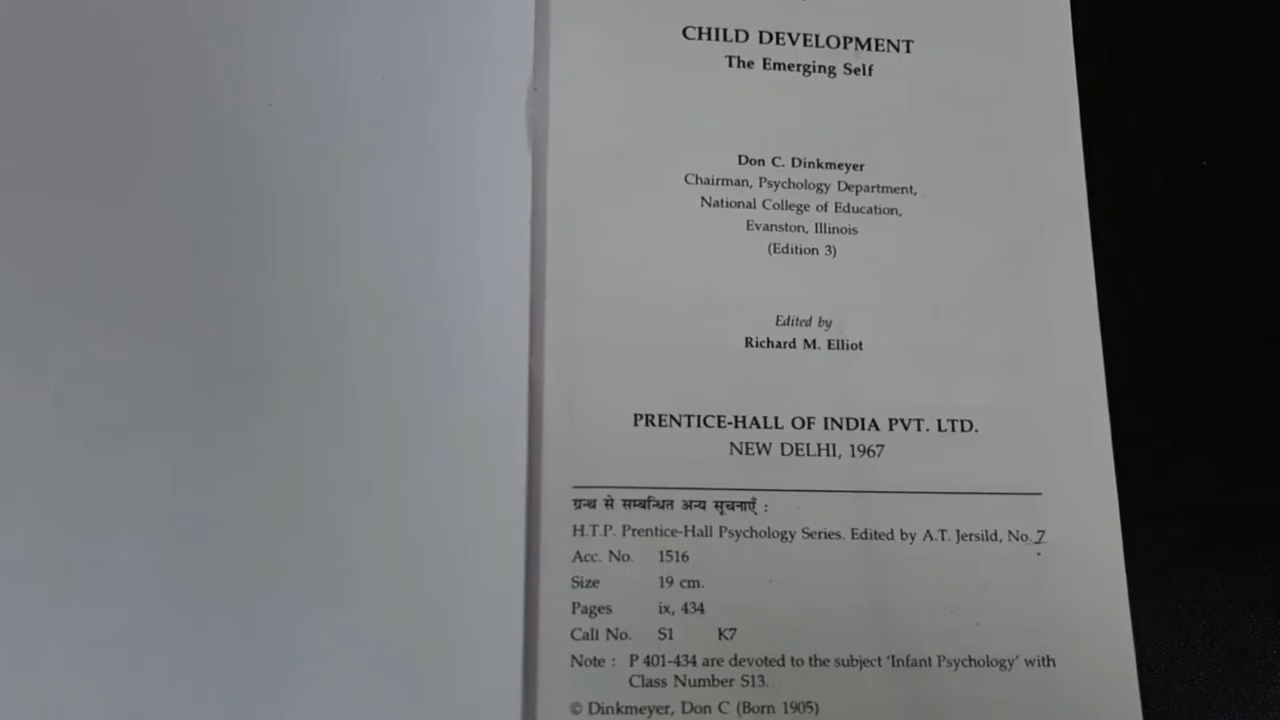 CHILD DEVELOPMENT
The Emerging Self
Don C. Dinkmeyer
Chairman, Psychology Department,
National College of Education,
Evanston, Illinois
(Edition 3)
Edited by
Richard M. Elliot
PRENTICE-HALL OF INDIA PVT. LTD.
NEW DELHI, 1967
ग्रन्थ से सम्बन्धित अन्य सूचनाएँ :
H.T.P. Prentice-Hall Psychology Series. Edited by A.T. Jersild, No. 7
Acc. No. 1516
Size 19 cm.
Pages ix, 434
Call No. S1 K7
Note : P 401-434 are devoted to the subject 'Infant Psychology' with
Class Number S13.
© Dinkmeyer, Don C (Born 1905)